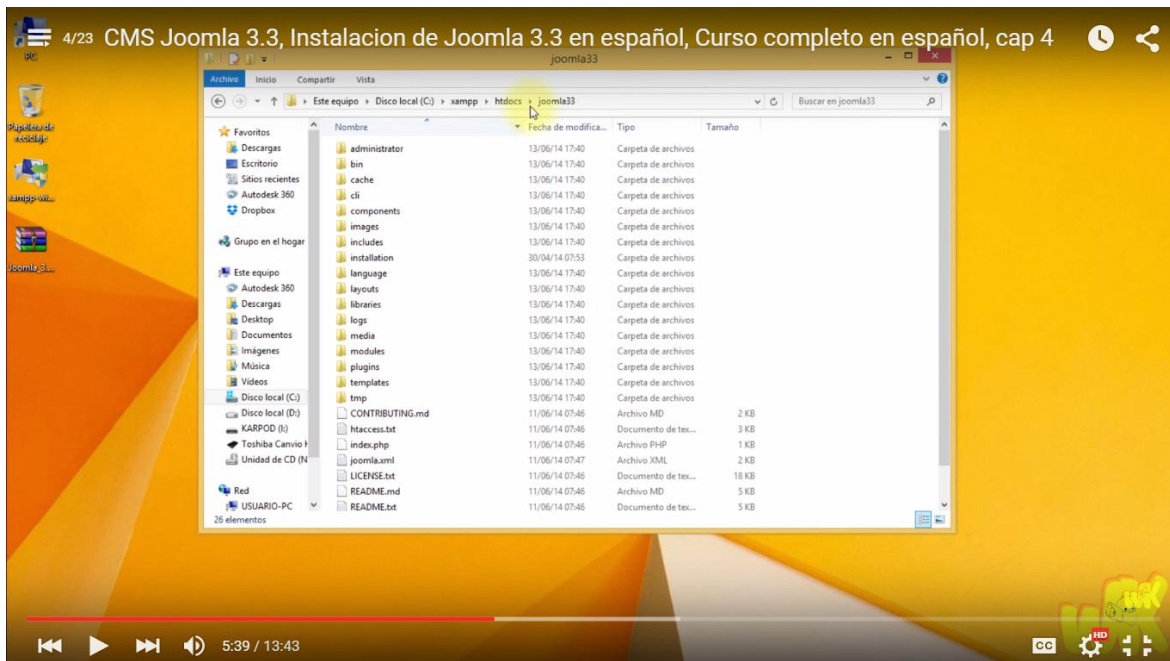 4/23 CMS Joomla 3.3, Instalacion de Joomla 3.3 en español, Curso completo en español, cap 4
PC
Papelera de
reciclaje
xampp-wi...
Joomla_3....
joomla33
Archivo Inicio Compartir Vista
Este equipo Disco local (C:) xampp htdocs joomla33
Buscar en joomla33
Favoritos
Descargas
Escritorio
Sitios recientes
Autodesk 360
Dropbox
Grupo en el hogar
Este equipo
Autodesk 360
Descargas
Desktop
Documentos
Imágenes
Música
Vídeos
Disco local (C:)
Disco local (D:)
KARPOD (I:)
Toshiba Canvio
Unidad de CD (N
Red
USUARIO-PC
Nombre Fecha de modifica... Tipo Tamaño
administrator 13/06/14 17:40 Carpeta de archivos
bin 13/06/14 17:40 Carpeta de archivos
cache 13/06/14 17:40 Carpeta de archivos
cli 13/06/14 17:40 Carpeta de archivos
components 13/06/14 17:40 Carpeta de archivos
images 13/06/14 17:40 Carpeta de archivos
includes 13/06/14 17:40 Carpeta de archivos
installation 30/04/14 07:53 Carpeta de archivos
language 13/06/14 17:40 Carpeta de archivos
layouts 13/06/14 17:40 Carpeta de archivos
libraries 13/06/14 17:40 Carpeta de archivos
logs 13/06/14 17:40 Carpeta de archivos
media 13/06/14 17:40 Carpeta de archivos
modules 13/06/14 17:40 Carpeta de archivos
plugins 13/06/14 17:40 Carpeta de archivos
templates 13/06/14 17:40 Carpeta de archivos
tmp 13/06/14 17:40 Carpeta de archivos
CONTRIBUTING.md 11/06/14 07:46 Archivo MD 2 KB
htaccess.txt 11/06/14 07:46 Documento de tex... 3 KB
index.php 11/06/14 07:46 Archivo PHP 1 KB
joomla.xml 11/06/14 07:47 Archivo XML 2 KB
LICENSE.txt 11/06/14 07:46 Documento de tex... 18 KB
README.md 11/06/14 07:46 Archivo MD 5 KB
README.txt 11/06/14 07:46 Documento de tex... 5 KB
26 elementos
5:39 / 13:43
CC
HD